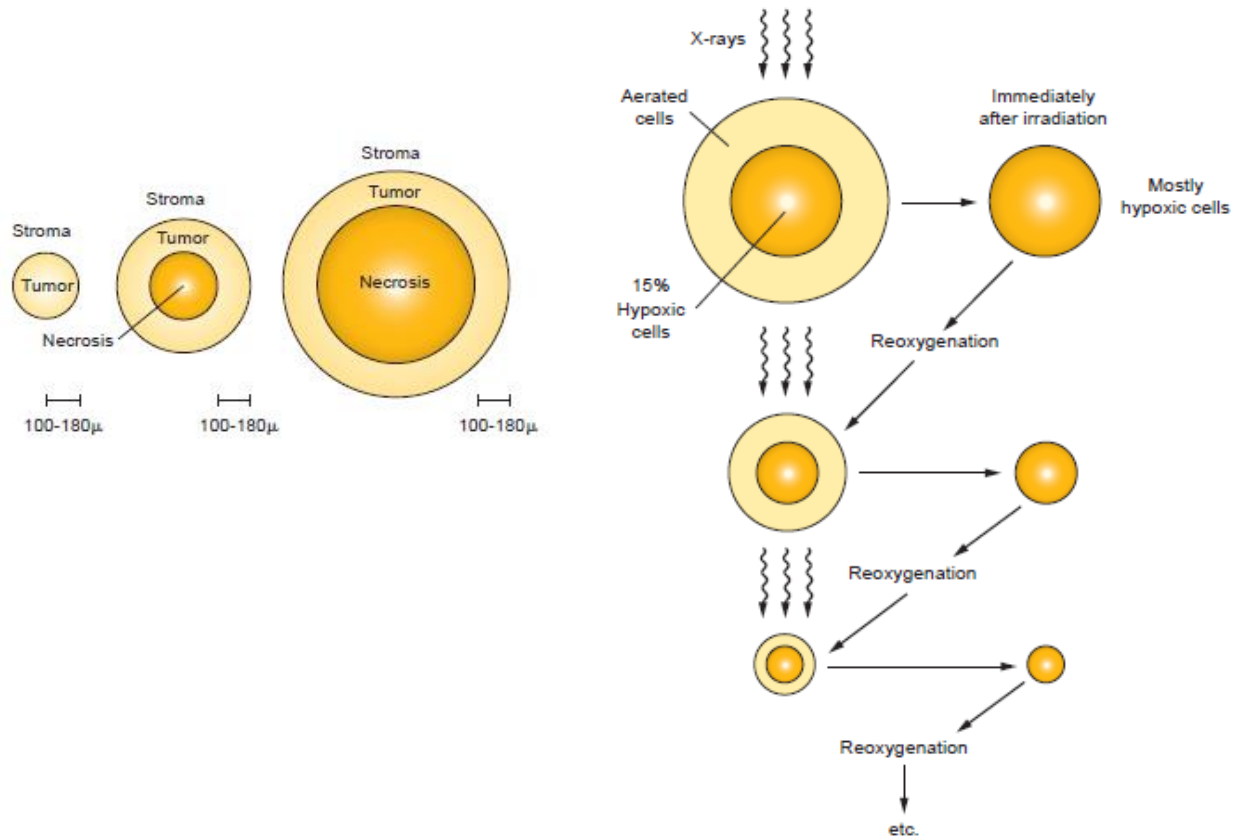 Stroma
Tumor
Necrosis
Stroma
Tumor
Stroma
Tumor
Necrosis
100-180µ
100-180µ
100-180µ
X-rays
Aerated
cells
Immediately
after irradiation
Mostly
hypoxic cells
15%
Hypoxic
cells
Reoxygenation
Reoxygenation
Reoxygenation
etc.